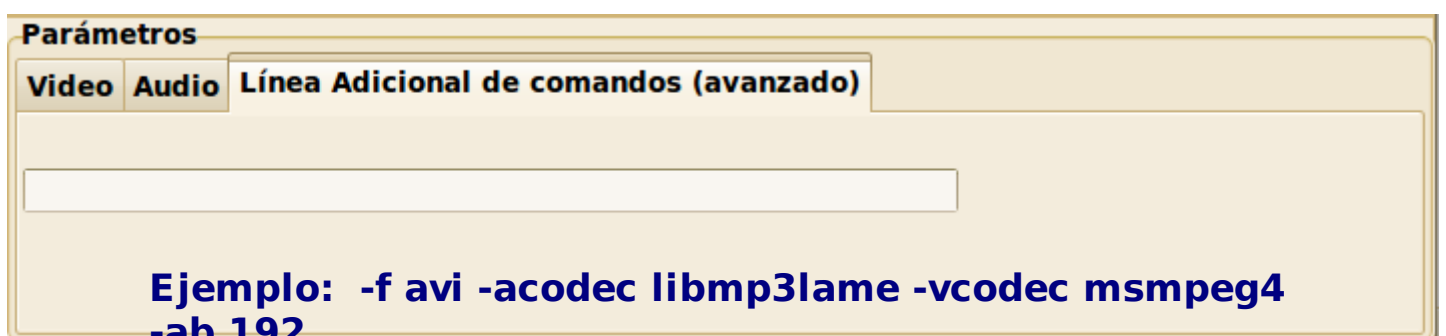 Parámetros
Video Audio Línea Adicional de comandos (avanzado)
Ejemplo: -f avi -acodec libmp3lame -vcodec msmpeg4
-ab 192